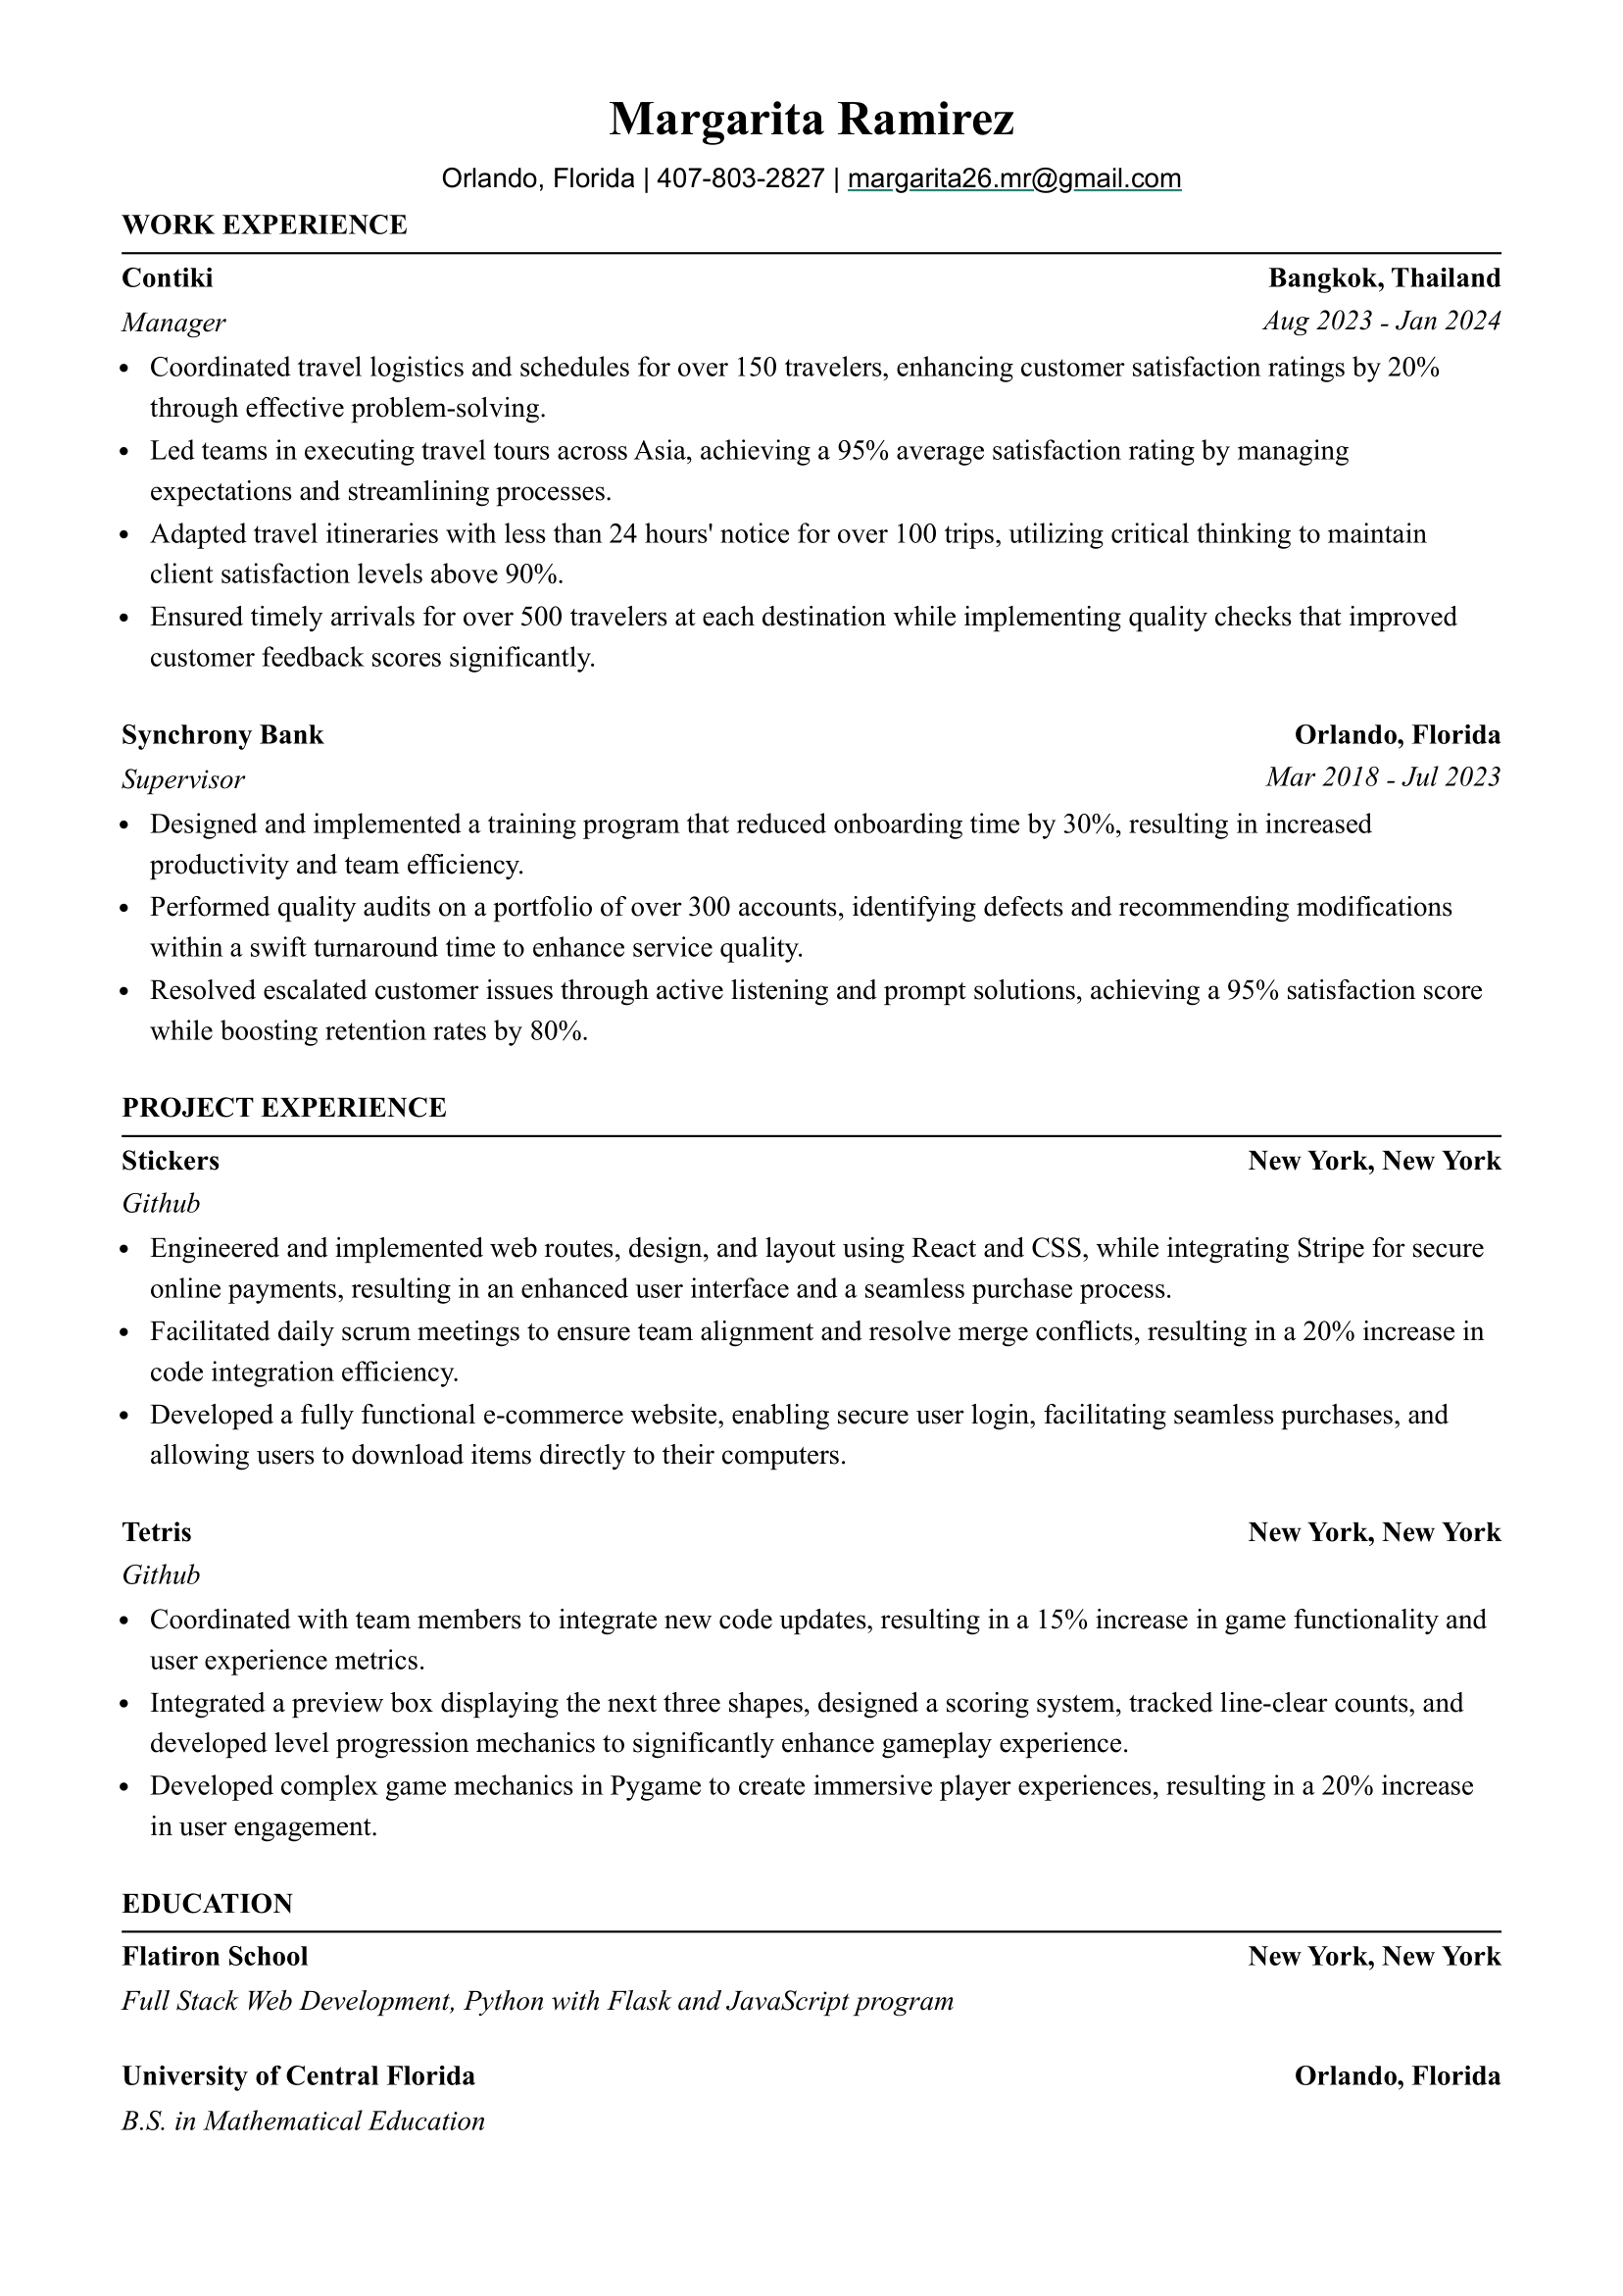 Margarita Ramirez
Orlando, Florida | 407-803-2827 | margarita26.mr@gmail.com
WORK EXPERIENCE
Contiki Bangkok, Thailand
Manager Aug 2023 - Jan 2024
• Coordinated travel logistics and schedules for over 150 travelers, enhancing customer satisfaction ratings by 20%
through effective problem-solving.
• Led teams in executing travel tours across Asia, achieving a 95% average satisfaction rating by managing
expectations and streamlining processes.
• Adapted travel itineraries with less than 24 hours' notice for over 100 trips, utilizing critical thinking to maintain
client satisfaction levels above 90%.
• Ensured timely arrivals for over 500 travelers at each destination while implementing quality checks that improved
customer feedback scores significantly.
Synchrony Bank Orlando, Florida
Supervisor Mar 2018 - Jul 2023
• Designed and implemented a training program that reduced onboarding time by 30%, resulting in increased
productivity and team efficiency.
• Performed quality audits on a portfolio of over 300 accounts, identifying defects and recommending modifications
within a swift turnaround time to enhance service quality.
• Resolved escalated customer issues through active listening and prompt solutions, achieving a 95% satisfaction score
while boosting retention rates by 80%.
PROJECT EXPERIENCE
Stickers New York, New York
Github
• Engineered and implemented web routes, design, and layout using React and CSS, while integrating Stripe for secure
online payments, resulting in an enhanced user interface and a seamless purchase process.
• Facilitated daily scrum meetings to ensure team alignment and resolve merge conflicts, resulting in a 20% increase in
code integration efficiency.
• Developed a fully functional e-commerce website, enabling secure user login, facilitating seamless purchases, and
allowing users to download items directly to their computers.
Tetris New York, New York
Github
• Coordinated with team members to integrate new code updates, resulting in a 15% increase in game functionality and
user experience metrics.
• Integrated a preview box displaying the next three shapes, designed a scoring system, tracked line-clear counts, and
developed level progression mechanics to significantly enhance gameplay experience.
• Developed complex game mechanics in Pygame to create immersive player experiences, resulting in a 20% increase
in user engagement.
EDUCATION
Flatiron School New York, New York
Full Stack Web Development, Python with Flask and JavaScript program
University of Central Florida Orlando, Florida
B.S. in Mathematical Education